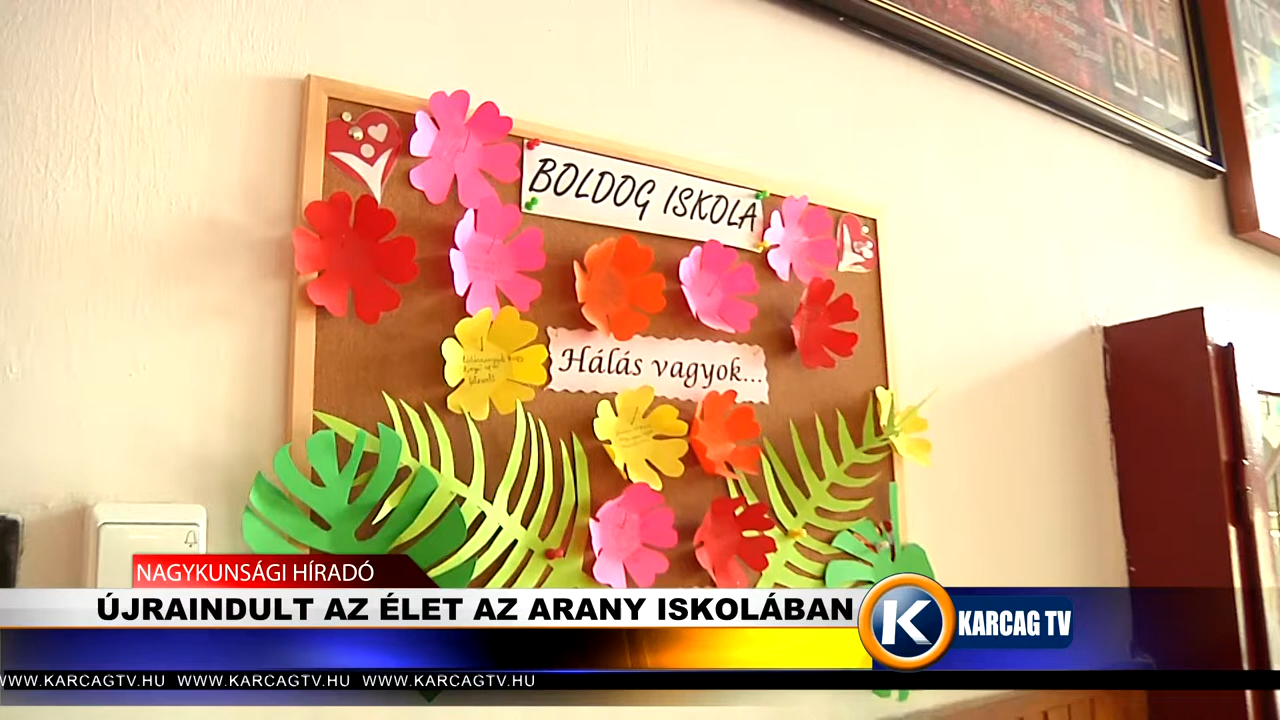 BOLDOG ISKOLA
Hálás vagyok...
NAGYKUNSÁGI HÍRADÓ
ÚJRAINDULT AZ ÉLET AZ ARANY ISKOLÁBAN
K KARCAG TV
WWW.KARCAGTV.HU WWW.KARCAGTV.HU WWW.KARCAGTV.HU